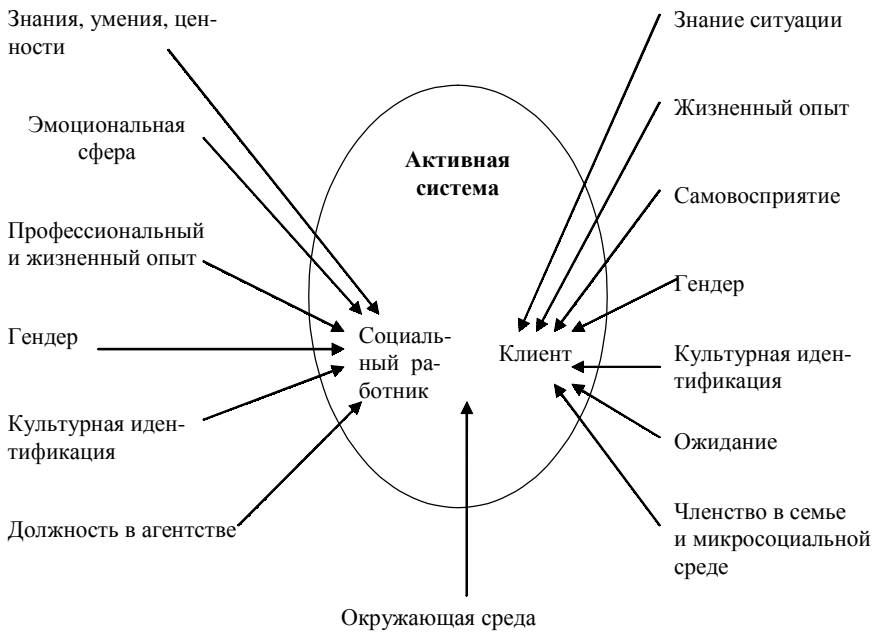 Знания, умения, цен-
ности
Эмоциональная
сфера
Профессиональный
и жизненный опыт
Гендер
Культурная иден-
тификация
Должность в агентстве
Активная
система
Социаль-
ный ра-
ботник
Клиент
Окружающая среда
Знание ситуации
Жизненный опыт
Самовосприятие
Гендер
Культурная иден-
тификация
Ожидание
Членство в семье
и микросоциальной
среде